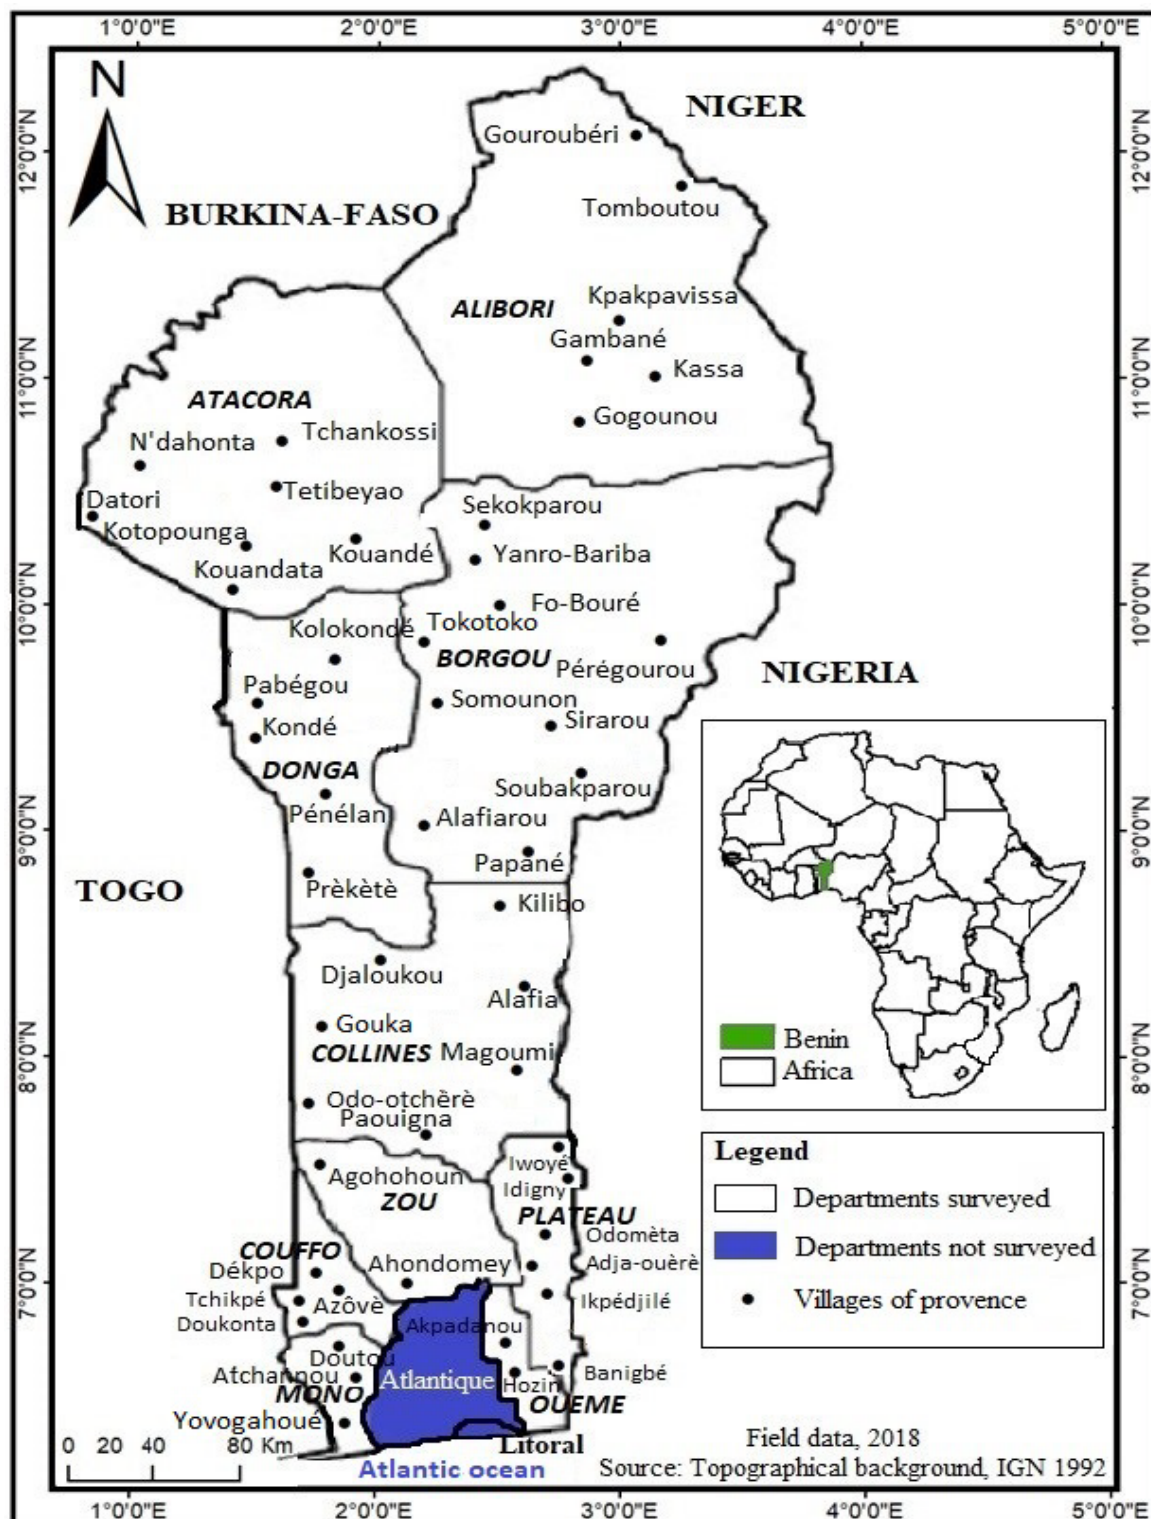 1°0'0"E 2°0'0"E 3°0'0"E 4°0'0"E 5°0'0"E
N
NIGER
Gouroubéri
12°0'0"N 12°0'0"N
Tomboutou
BURKINA-FASO
Kpakpavissa
ALIBORI
Gambané
Kassa
11°0'0"N 11°0'0"N
ATACORA
Gogounou
Tchankossi
N'dahonta
Tetibeyao
Datori
Sekokparou
Kotopounga
Kouandé
Yanro-Bariba
Kouandata
10°0'0"N 10°0'0"N
Fo-Bouré
Kolokondé
Tokotoko
BORGOU
Pérégourou
NIGERIA
Pabégou
Somounon
Kondé
Sirarou
DONGA
Soubakparou
Pénélan
Alafiarou
9°0'0"N 9°0'0"N
Papané
TOGO
Prèkètè
Kilibo
Djaloukou
Alafia
Gouka
COLLINES
Magoumi
8°0'0"N 8°0'0"N
Benin
Africa
Odo-otchèrè
Paouigna
Legend
Departments surveyed
Departments not surveyed
Villages of provence
Iwoyé
Agohohoun
Idigny
ZOU
PLATEAU
Odomèta
COUFFO
Ahondomey
Adja-ouèrè
Dékpo
7°0'0"N 7°0'0"N
Tchikpé
Azôvè
Ikpédjilé
Doukonta
Akpadanou
Doutou
Atchannou
Atlantique
Hozin
Banigbé
MONO
OUEME
Yovogahoué
Litoral
0 20 40 80 Km
Atlantic ocean
Field data, 2018
Source: Topographical background, IGN 1992
1°0'0"E 2°0'0"E 3°0'0"E 4°0'0"E 5°0'0"E